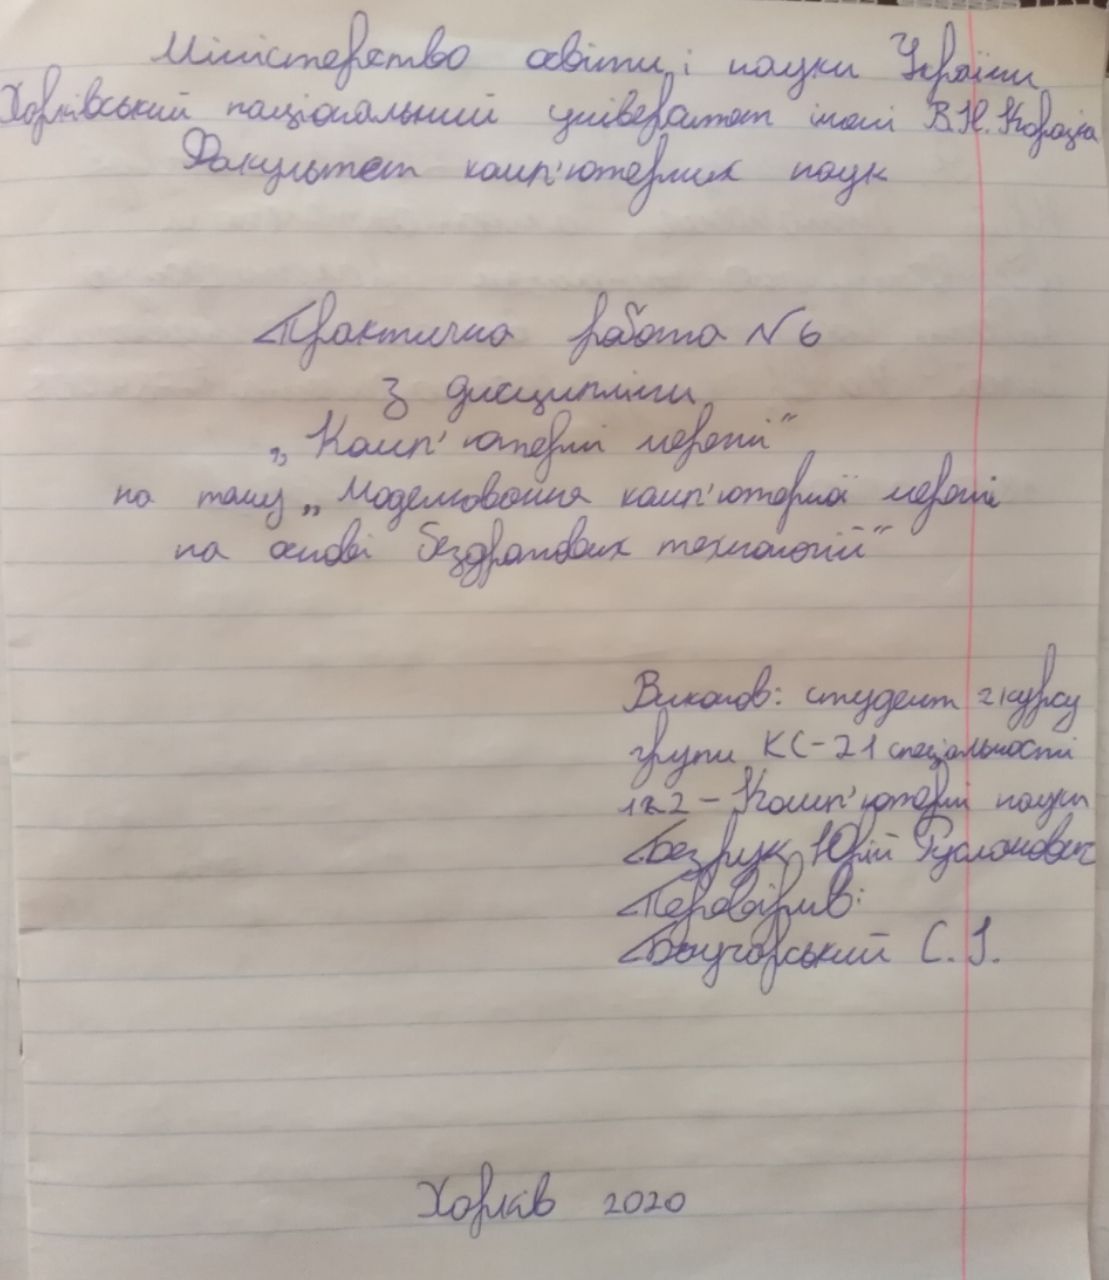 Міністерство освіти і науки України
Харківський національний університет імені В.Н. Каразіна
Факультет комп'ютерних наук
Практична робота №6
З дисципліни
„Комп'ютерні мережі"
на тему „Моделювання комп'ютерної мережі
на основі бездротових технологій"
Виконав: студент 2 курсу
групи КС-21 спеціальності
122 - Комп'ютерні науки
Безрук Юрій Русланович
Перевірив:
С. І.
Харків 2020